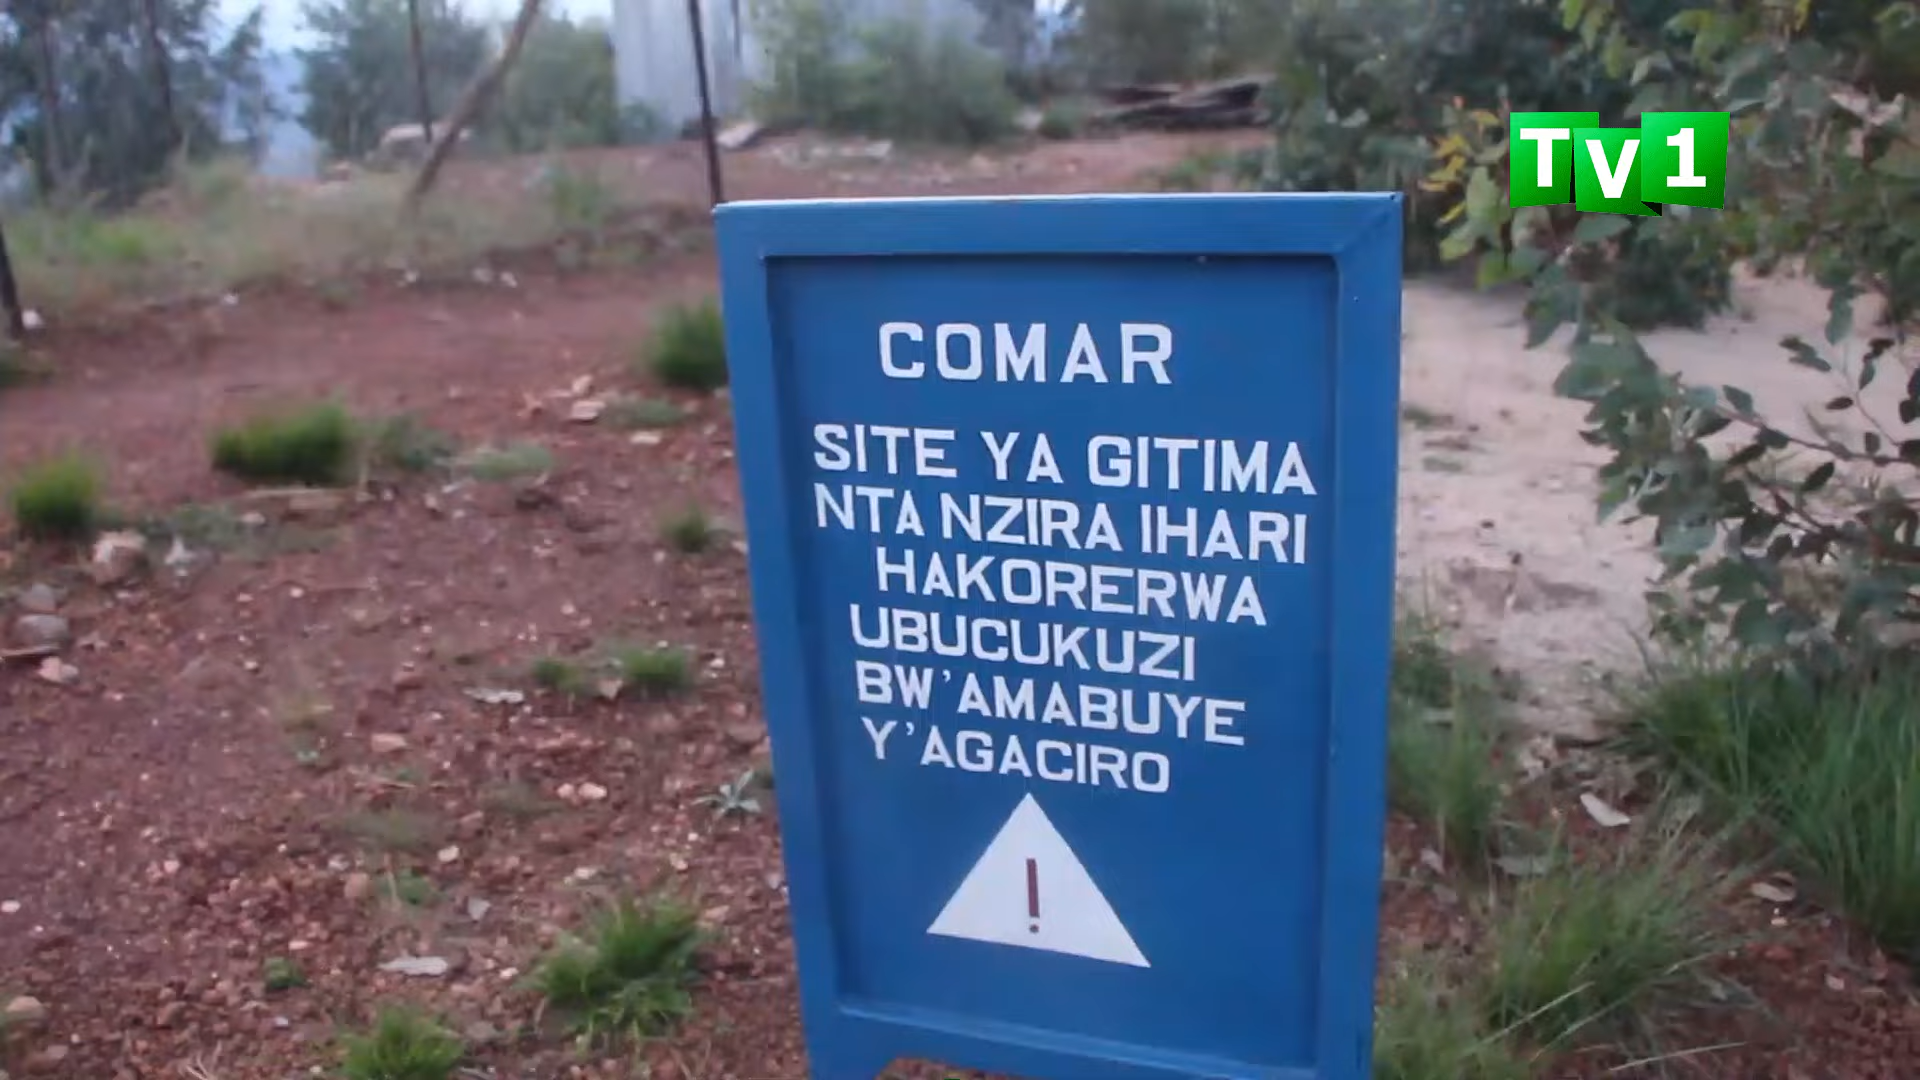 TV1
COMAR
SITE YA GITIMA
NTA NZIRA IHARI
HAKORERWA
UBUCUKUZI
BW'AMABUYE
Y'AGACIRO
!